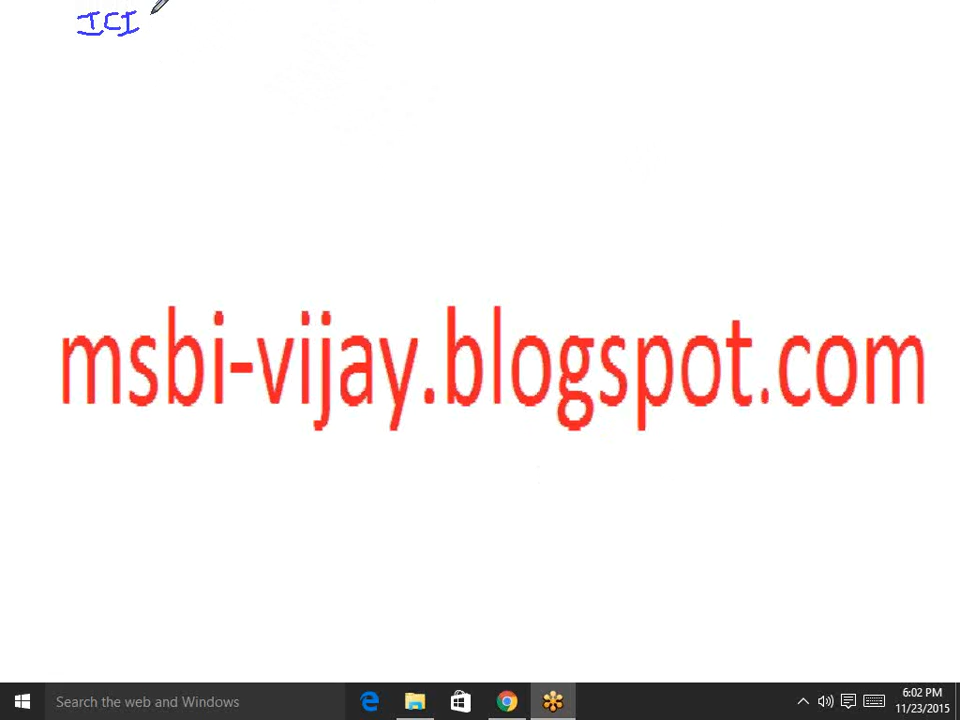 ICI
msbi-vijay.blogspot.com
Search the web and Windows
6:02 PM
11/23/2015